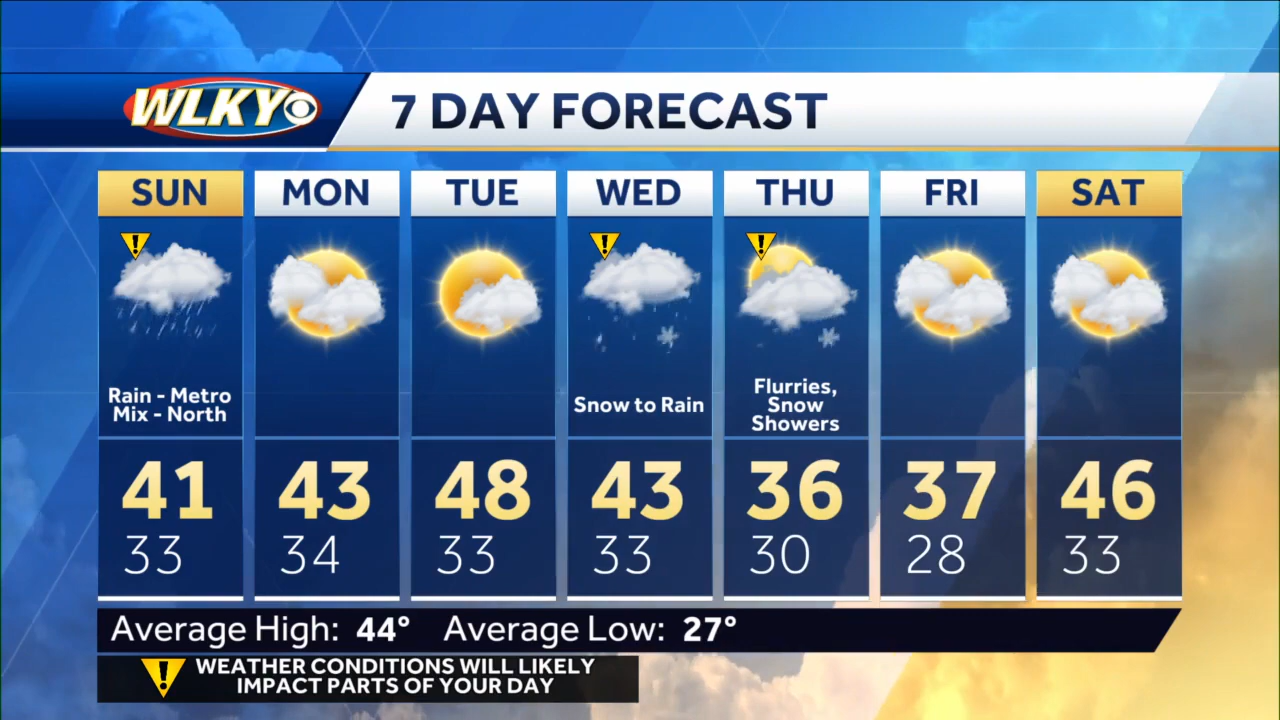 WLKY
7 DAY FORECAST
SUN
MON
TUE
WED
THU
FRI
SAT
!
!
!
Rain - Metro
Mix - North
Snow to Rain
Flurries,
Snow
Showers
41
43
48
43
36
37
46
33
34
33
33
30
28
33
Average High: 44° Average Low: 27°
! WEATHER CONDITIONS WILL LIKELY
IMPACT PARTS OF YOUR DAY